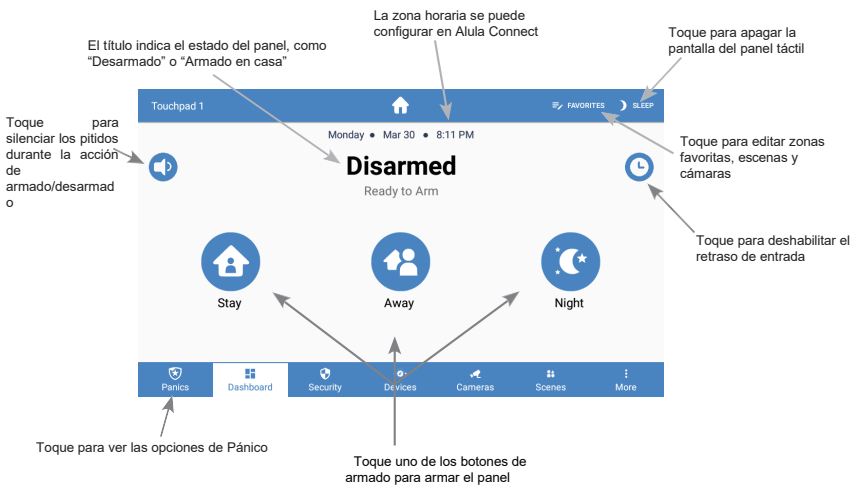 La zona horaria se puede
configurar en Alula Connect
Toque para apagar la
pantalla del panel táctil
El título indica el estado del panel, como
“Desarmado” o “Armado en casa”
Touchpad 1
FAVORITES
SLEEP
Toque para
silenciar los pitidos
durante la acción
de
armado/desarmad
o
Monday • Mar 30 • 8:11 PM
Disarmed
Ready to Arm
Toque para editar zonas
favoritas, escenas y
cámaras
Toque para deshabilitar el
retraso de entrada
Stay
Away
Night
Panics
Dashboard
Security
Devices
Cameras
Scenes
More
Toque para ver las opciones de Pánico
Toque uno de los botones de
armado para armar el panel